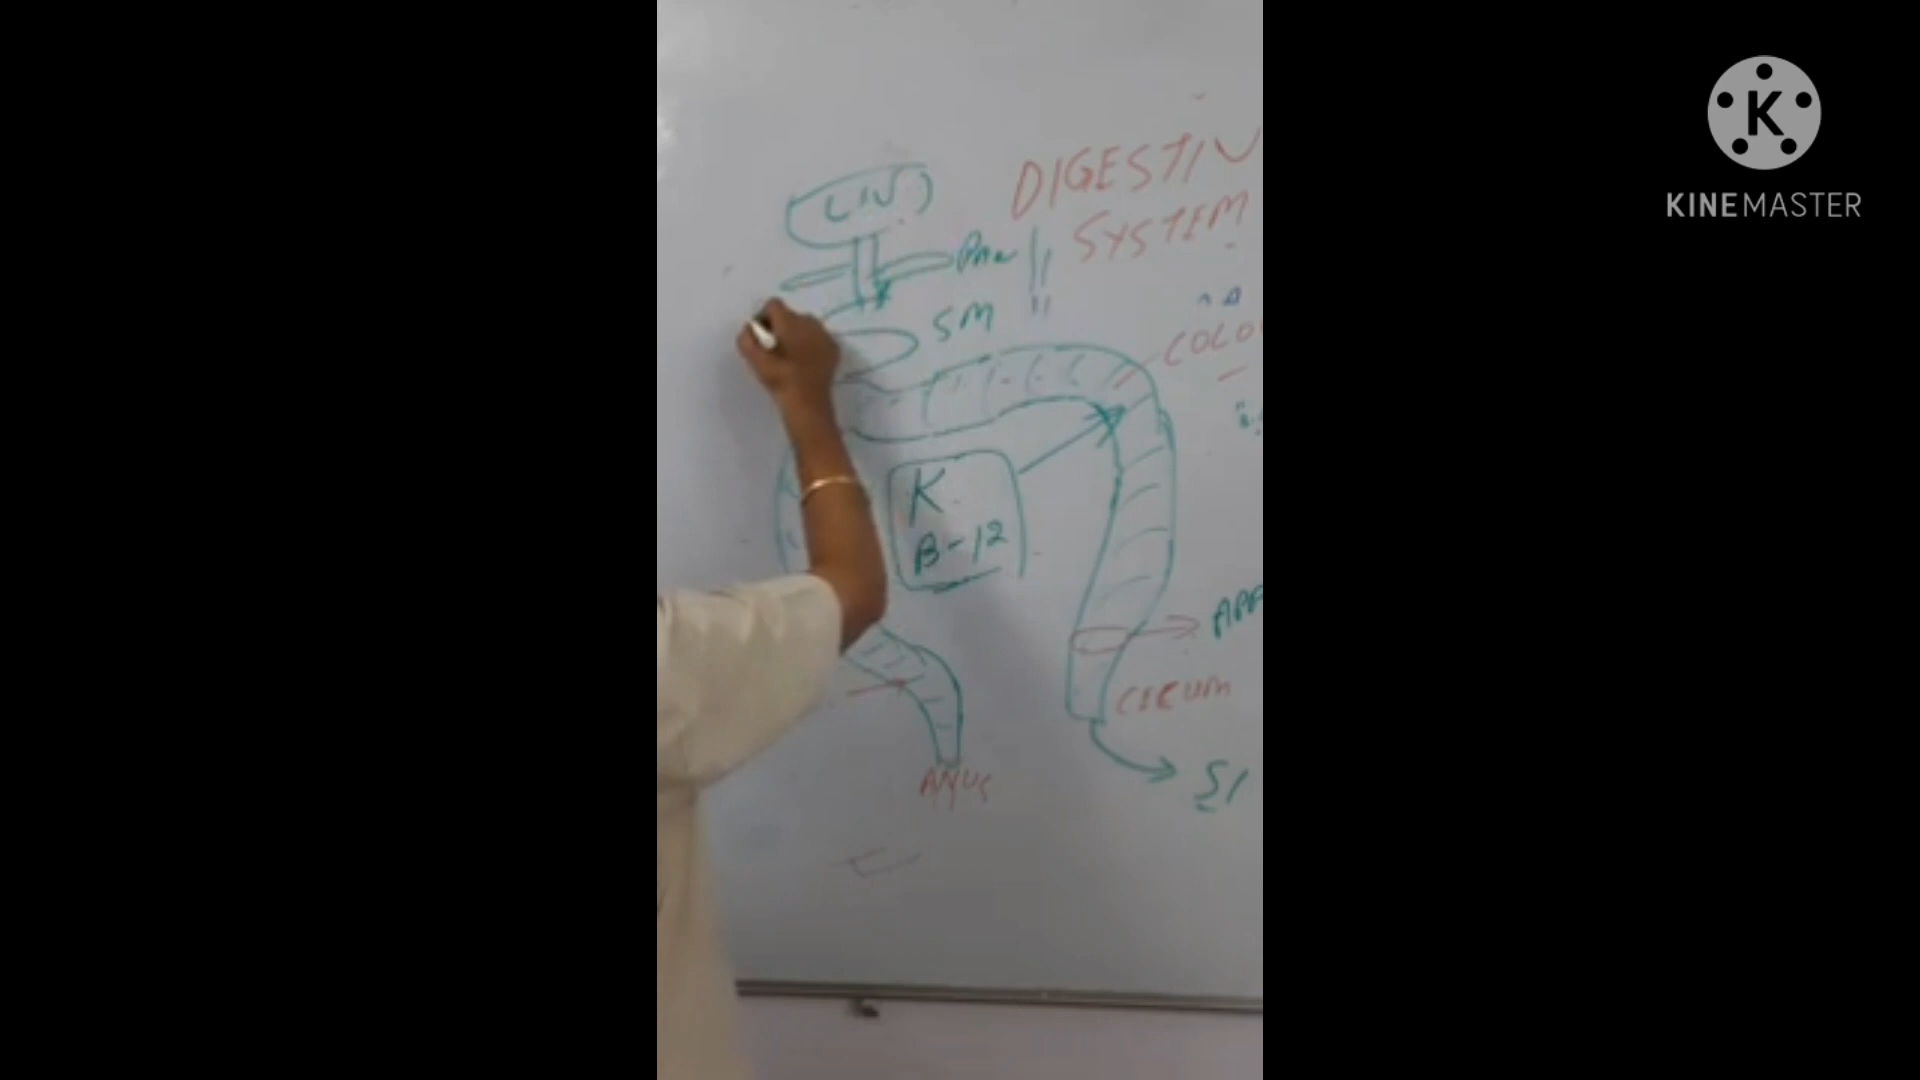 DIGESTIV
SYSTEM
LIV
Pan
SM
COLO
K
B-12
APP
CECUM
SI
ANUS
K
KINEMASTER